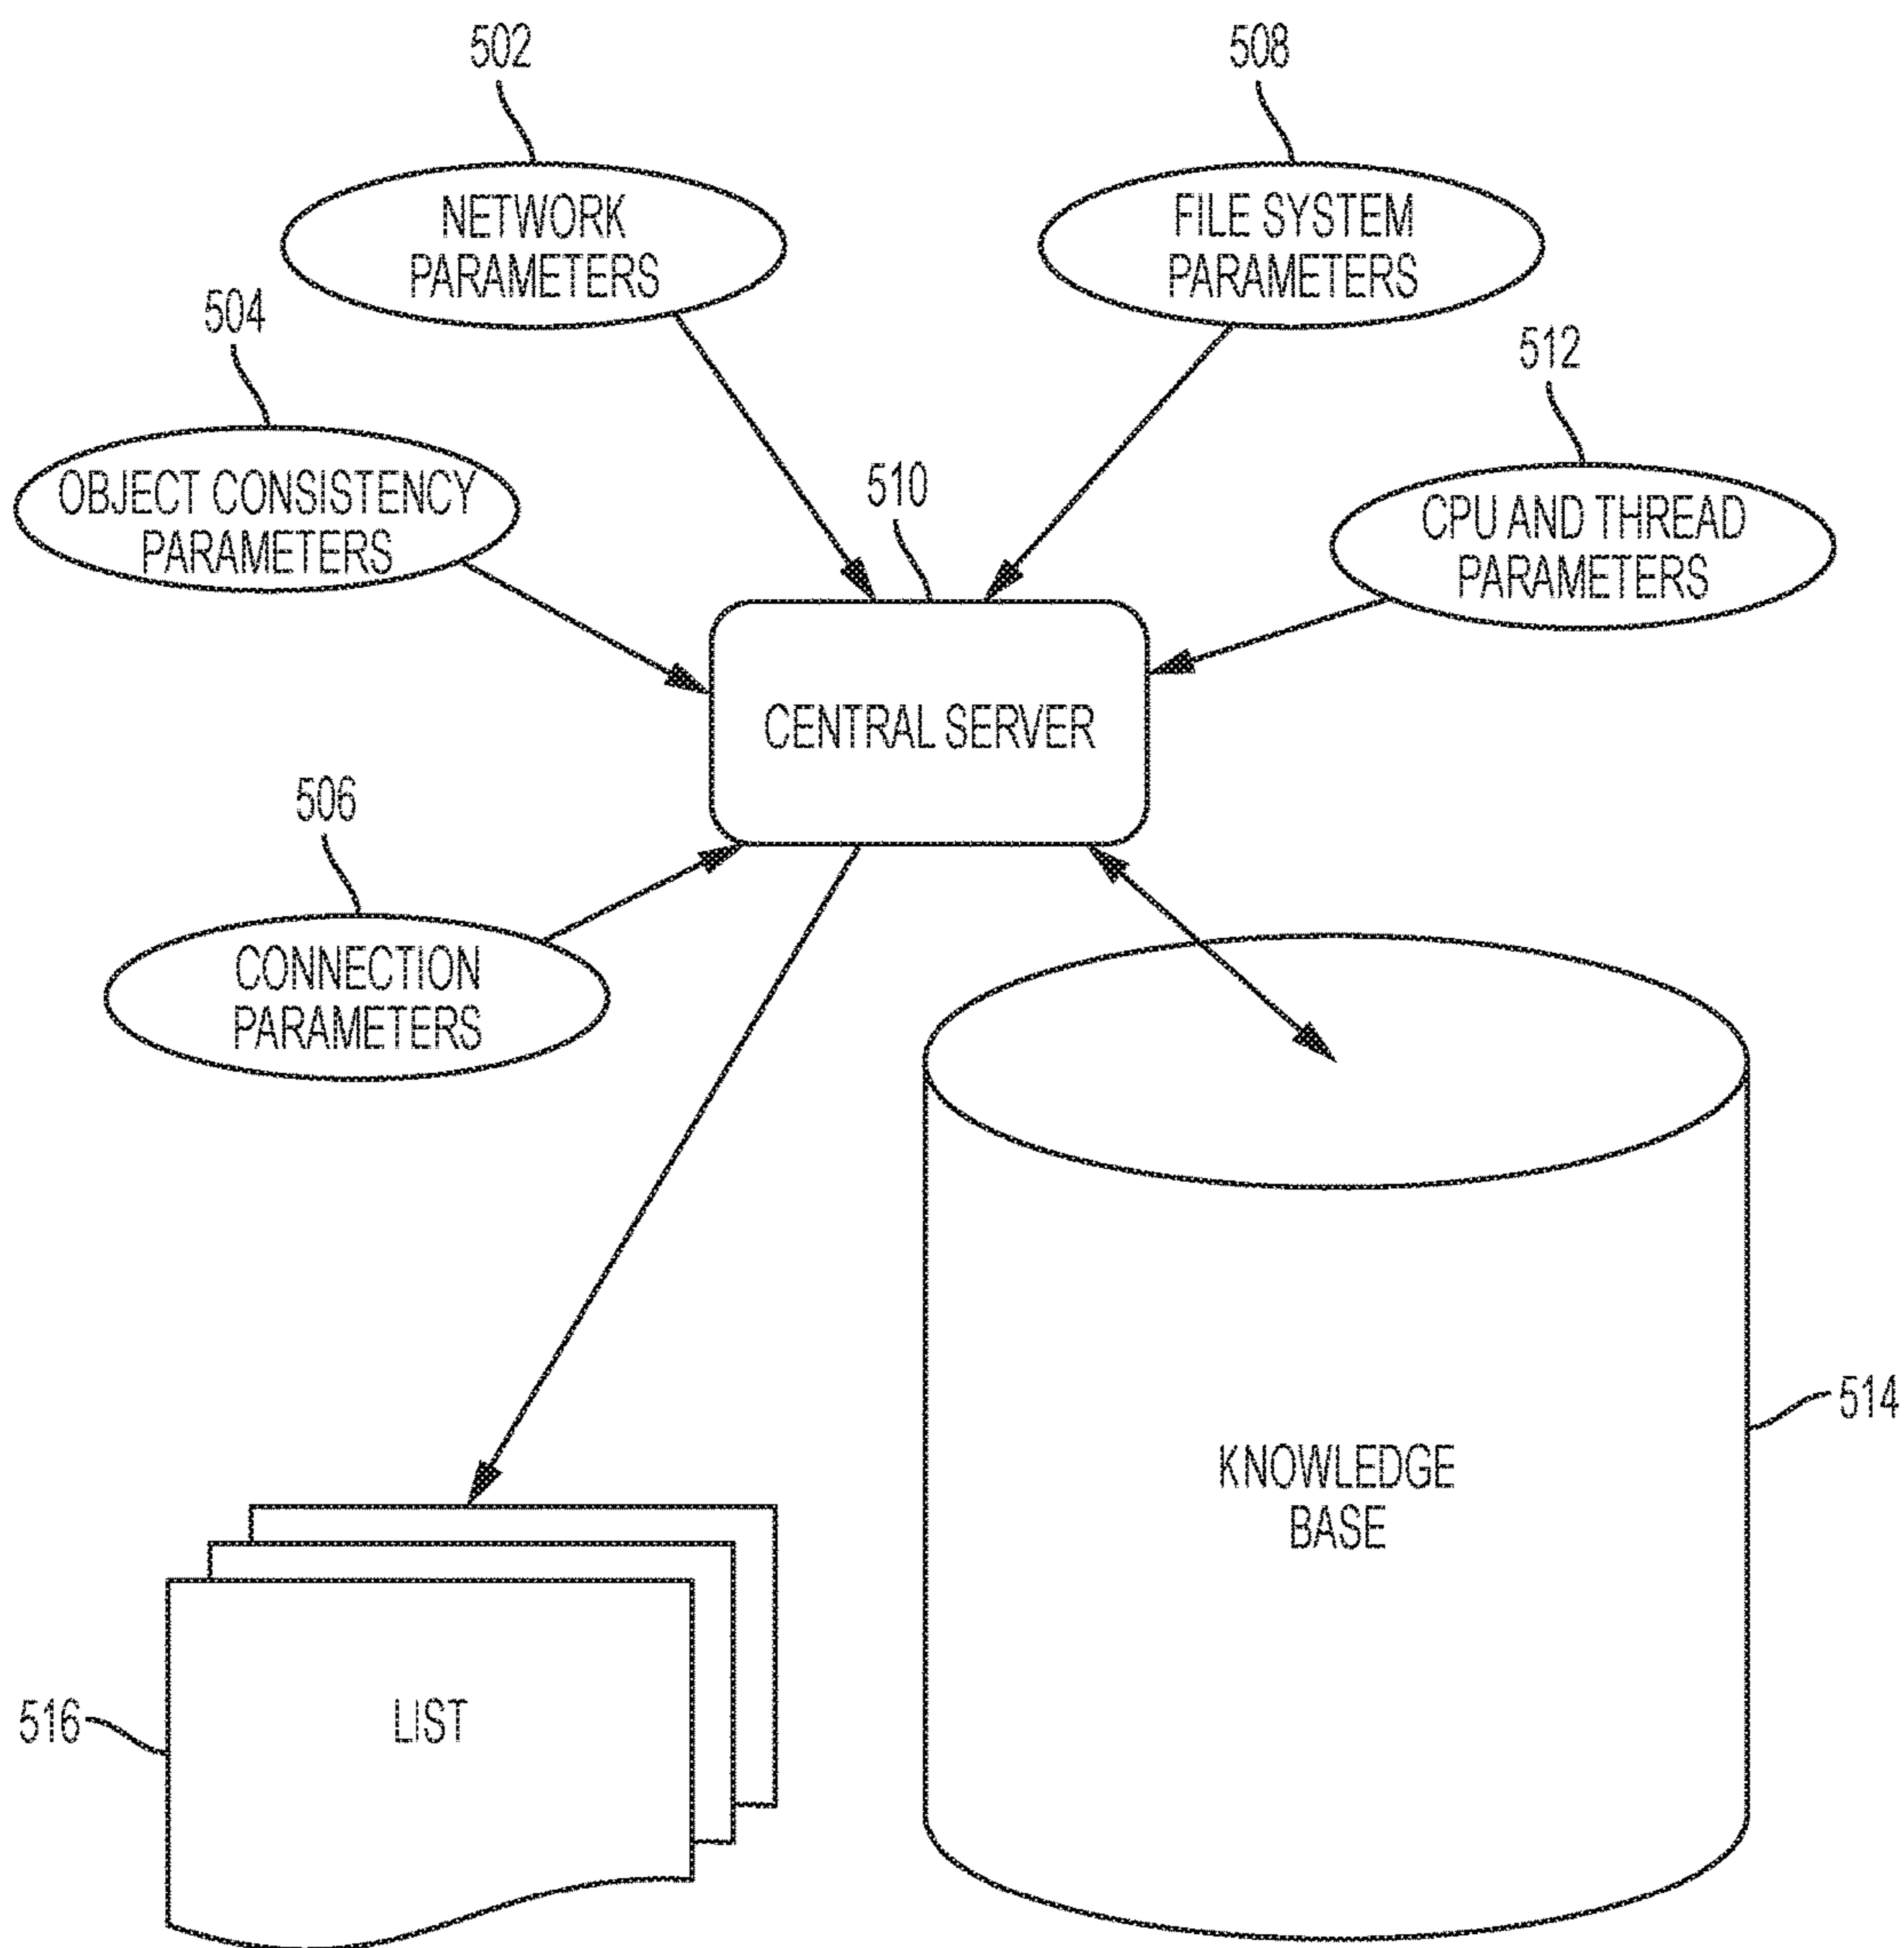 502
NETWORK
PARAMETERS
508
FILE SYSTEM
PARAMETERS
504
OBJECT CONSISTENCY
PARAMETERS
512
CPU AND THREAD
PARAMETERS
510
CENTRAL SERVER
506
CONNECTION
PARAMETERS
514
KNOWLEDGE
BASE
516
LIST